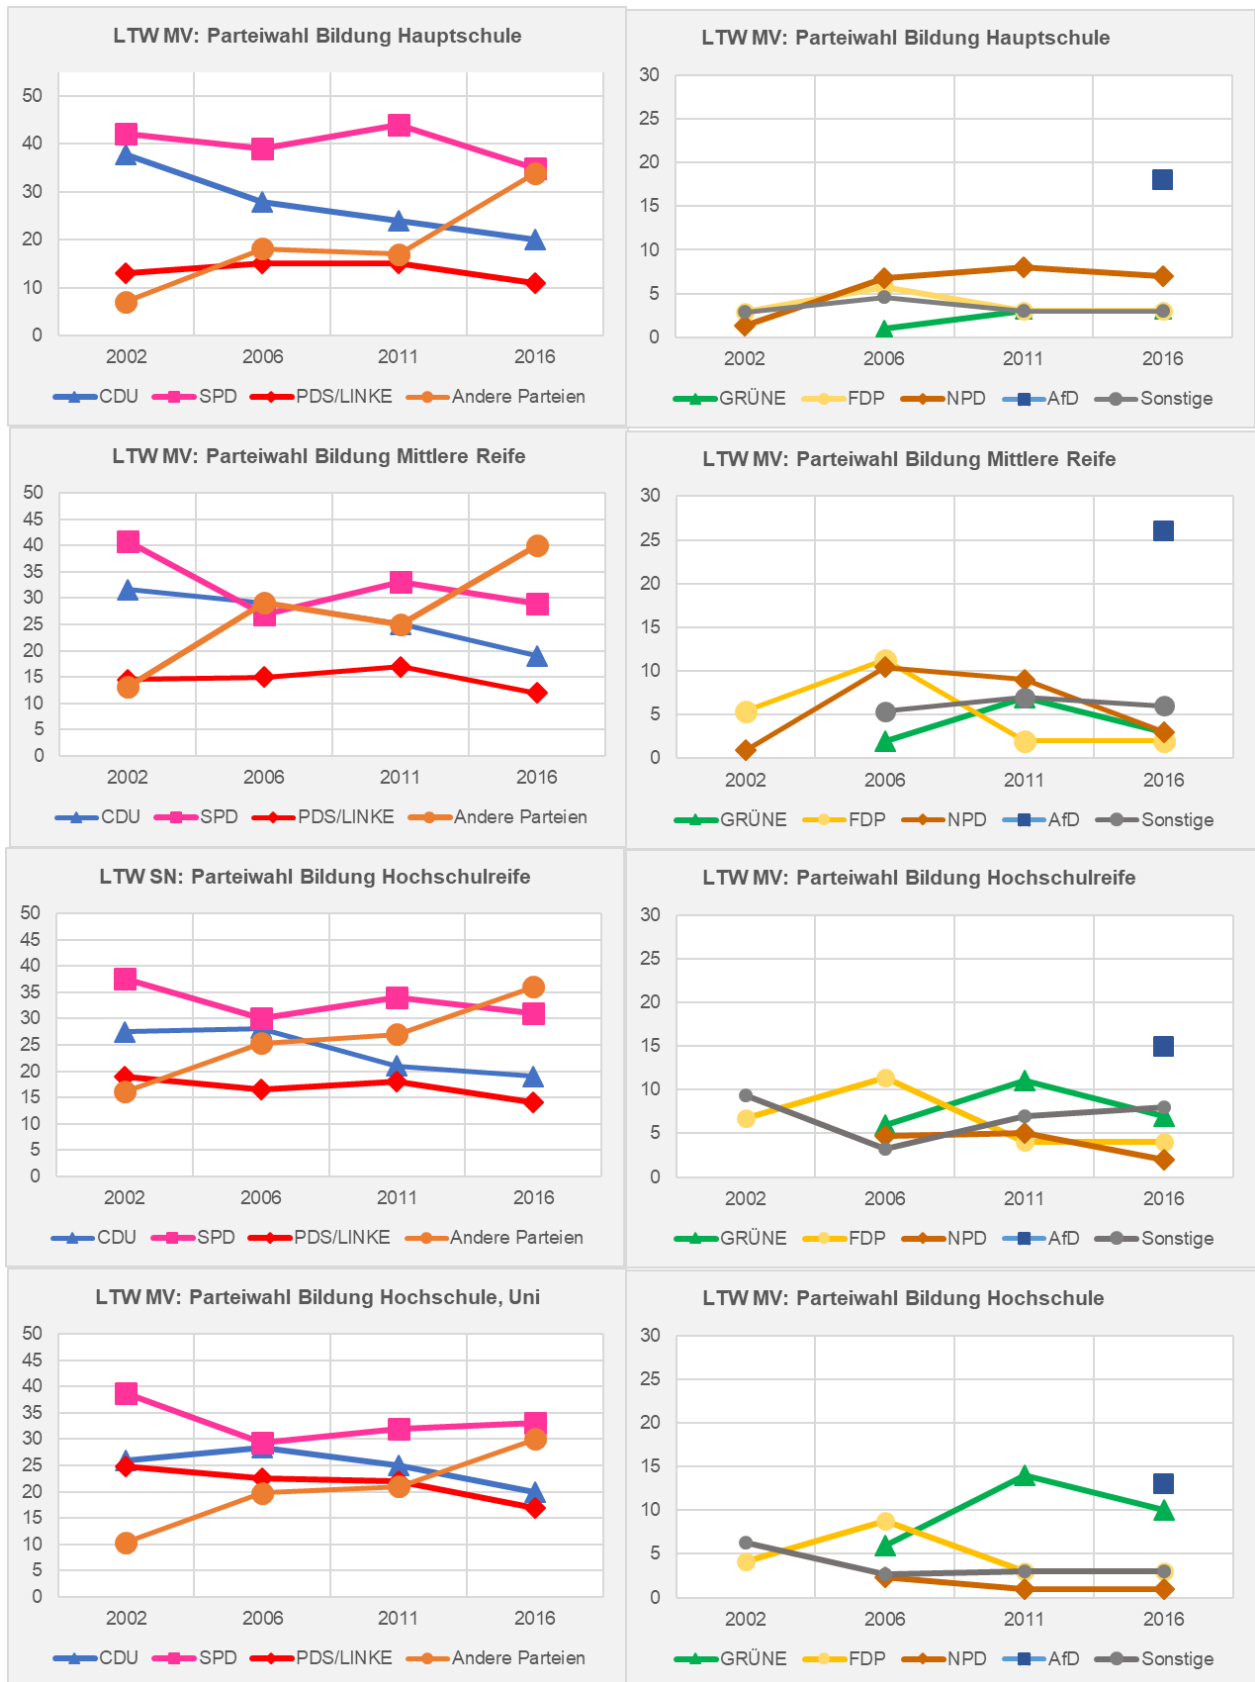 LTW MV: Parteiwahl Bildung Hauptschule
50
40
30
20
10
0
2002 2006 2011 2016
CDU SPD PDS/LINKE Andere Parteien
LTW MV: Parteiwahl Bildung Hauptschule
30
25
20
15
10
5
0
2002 2006 2011 2016
GRÜNE FDP NPD AfD Sonstige
LTW MV: Parteiwahl Bildung Mittlere Reife
50
45
40
35
30
25
20
15
10
5
0
2002 2006 2011 2016
CDU SPD PDS/LINKE Andere Parteien
LTW MV: Parteiwahl Bildung Mittlere Reife
30
25
20
15
10
5
0
2002 2006 2011 2016
GRÜNE FDP NPD AfD Sonstige
LTW SN: Parteiwahl Bildung Hochschulreife
50
45
40
35
30
25
20
15
10
5
0
2002 2006 2011 2016
CDU SPD PDS/LINKE Andere Parteien
LTW MV: Parteiwahl Bildung Hochschulreife
30
25
20
15
10
5
0
2002 2006 2011 2016
GRÜNE FDP NPD AfD Sonstige
LTW MV: Parteiwahl Bildung Hochschule, Uni
50
45
40
35
30
25
20
15
10
5
0
2002 2006 2011 2016
CDU SPD PDS/LINKE Andere Parteien
LTW MV: Parteiwahl Bildung Hochschule
30
25
20
15
10
5
0
2002 2006 2011 2016
GRÜNE FDP NPD AfD Sonstige